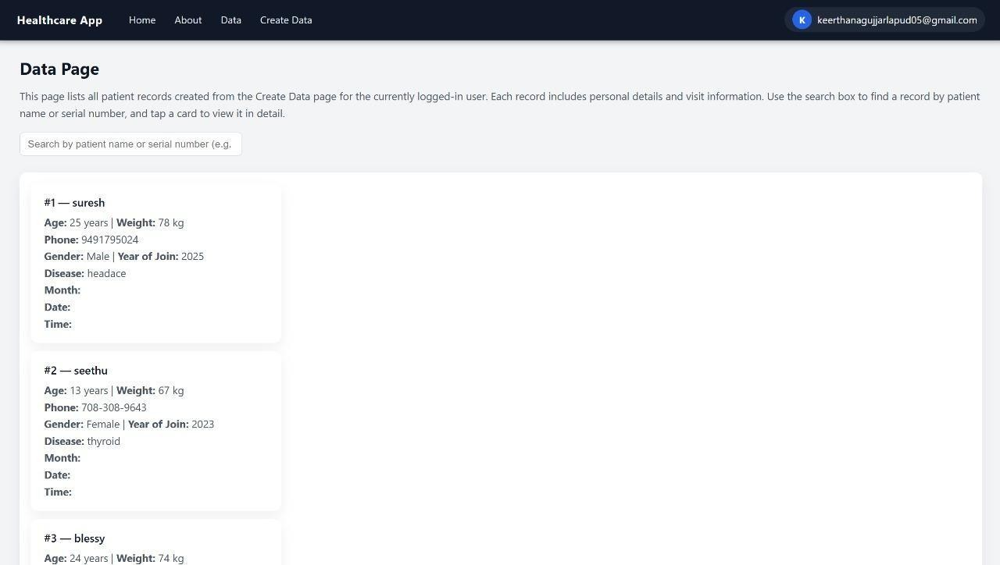 Healthcare App Home About Data Create Data K keerthanagujjarlapud05@gmail.com
Data Page
This page lists all patient records created from the Create Data page for the currently logged-in user. Each record includes personal details and visit information. Use the search box to find a record by patient
name or serial number, and tap a card to view it in detail.
Search by patient name or serial number (e.g.
#1 — suresh
Age: 25 years | Weight: 78 kg
Phone: 9491795024
Gender: Male | Year of Join: 2025
Disease: headace
Month:
Date:
Time:
#2 — seethu
Age: 13 years | Weight: 67 kg
Phone: 708-308-9643
Gender: Female | Year of Join: 2023
Disease: thyroid
Month:
Date:
Time:
#3 — blessy
Age: 24 years | Weight: 74 kg